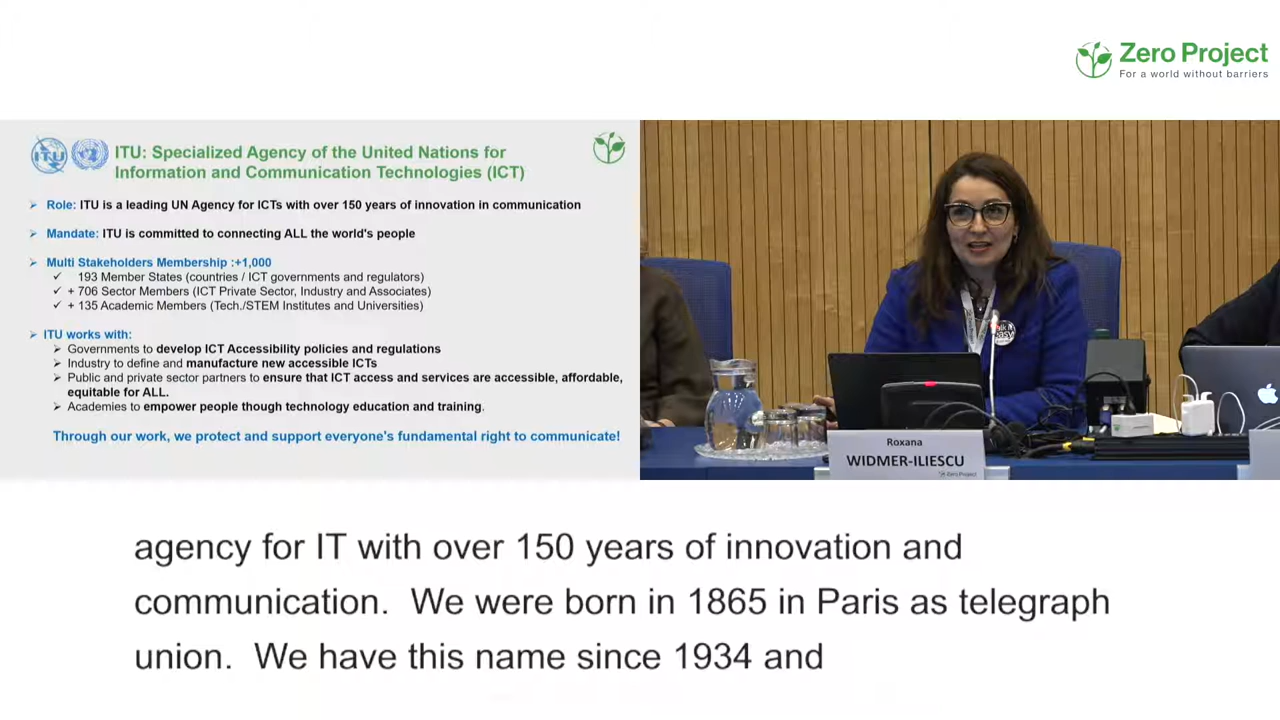 Zero Project
For a world without barriers
ITU: Specialized Agency of the United Nations for
Information and Communication Technologies (ICT)
➢ Role: ITU is a leading UN Agency for ICTs with over 150 years of innovation in communication
➢ Mandate: ITU is committed to connecting ALL the world's people
➢ Multi Stakeholders Membership :+1,000
✓ 193 Member States (countries / ICT governments and regulators)
✓ + 706 Sector Members (ICT Private Sector, Industry and Associates)
✓ + 135 Academic Members (Tech./STEM Institutes and Universities)
➢ ITU works with:
➢ Governments to develop ICT Accessibility policies and regulations
➢ Industry to define and manufacture new accessible ICTs
➢ Public and private sector partners to ensure that ICT access and services are accessible, affordable,
equitable for ALL.
➢ Academies to empower people though technology education and training.
Through our work, we protect and support everyone's fundamental right to communicate!
easy
Roxana
WIDMER-ILIESCU
Zero Project
agency for IT with over 150 years of innovation and
communication. We were born in 1865 in Paris as telegraph
union. We have this name since 1934 and